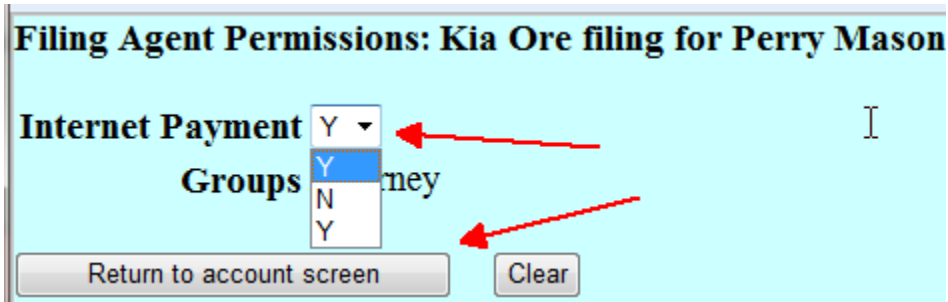 Filing Agent Permissions: Kia Ore filing for Perry Mason
Internet Payment Y
Y
Groups rney
N
Y
Return to account screen Clear